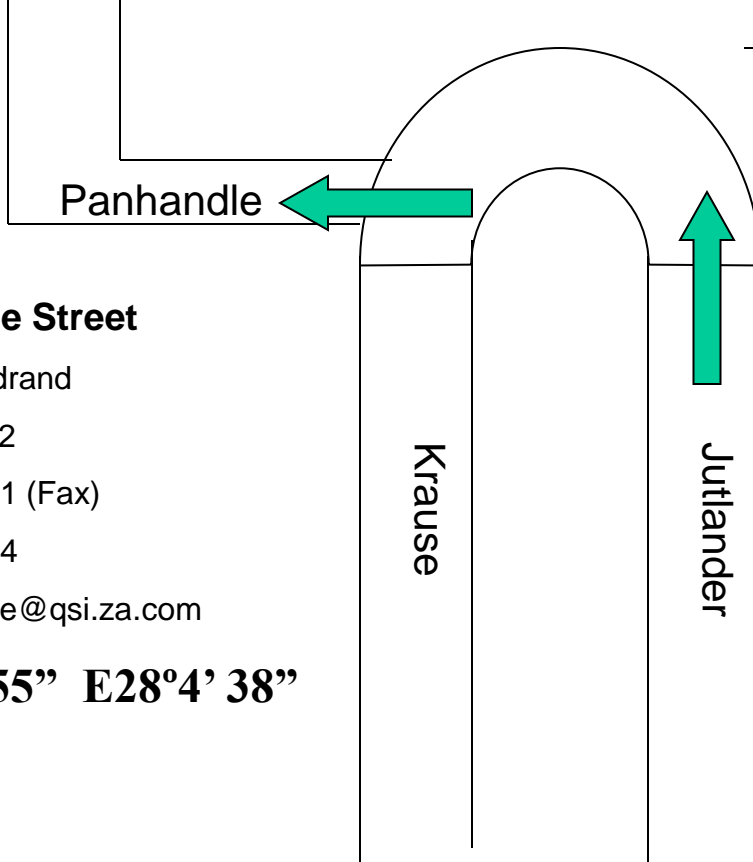 Panhandle
e Street
drand
2
1 (Fax)
4
e@qsi.za.com
55” E28º4’ 38”
Krause
Jutlander